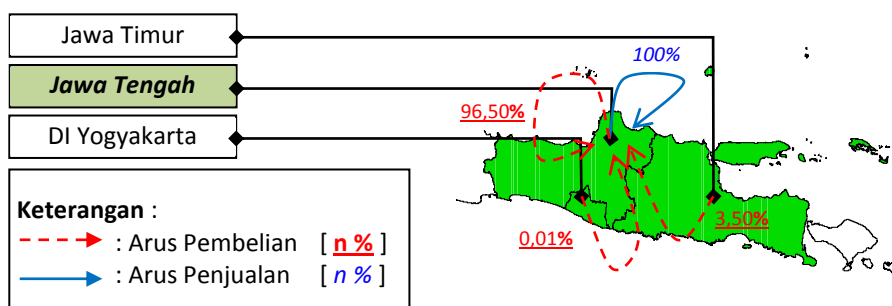 Jawa Timur
Jawa Tengah
DI Yogyakarta
100%
96,50%
3,50%
0,01%
Keterangan :
: Arus Pembelian [ n % ]
: Arus Penjualan [ n % ]